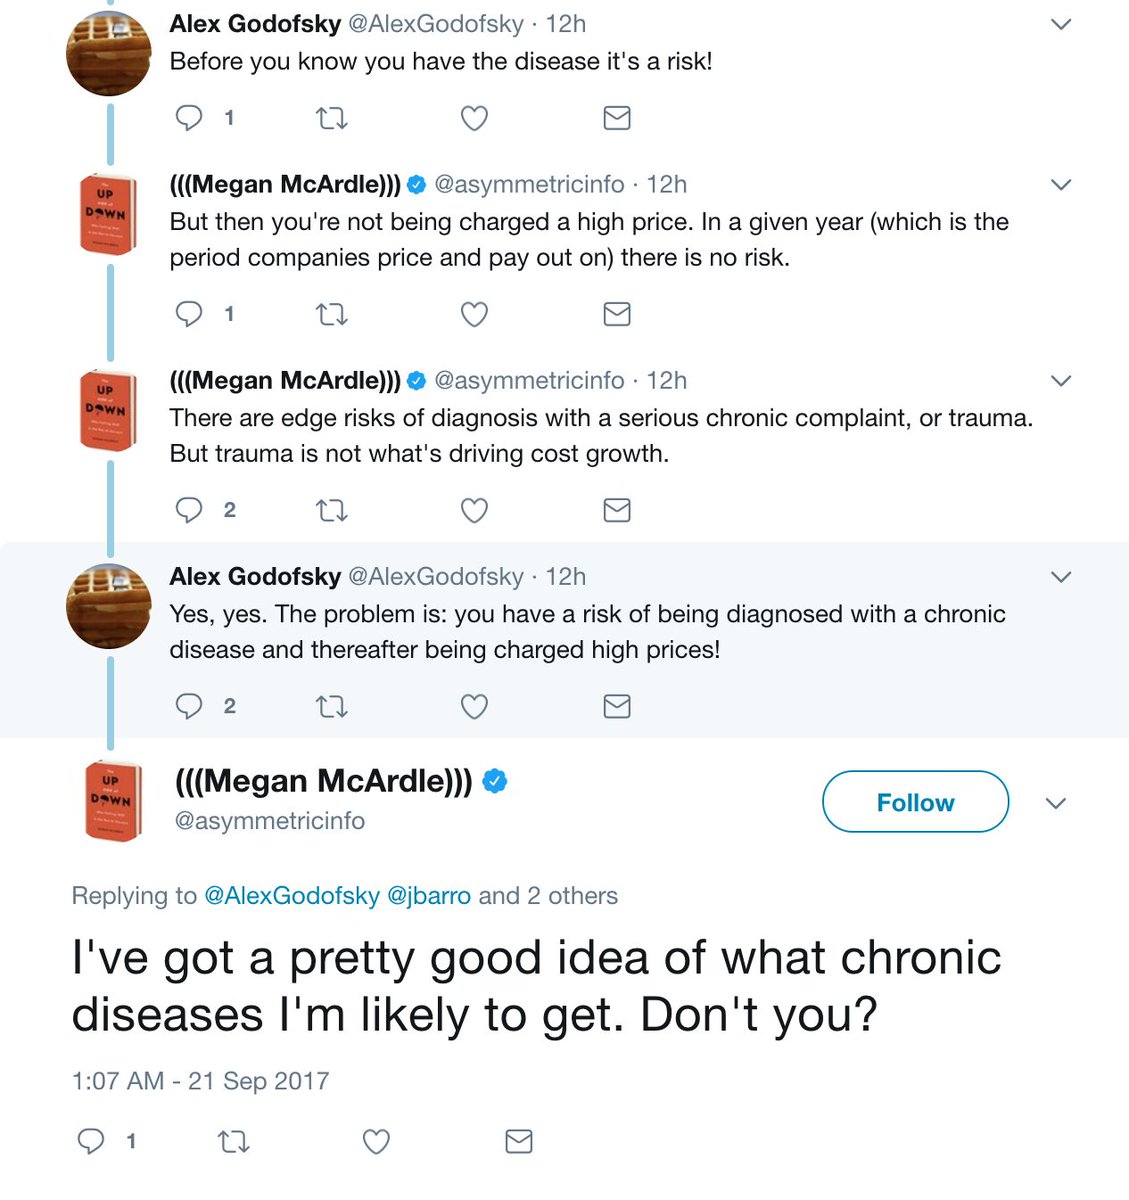 Alex Godofsky @AlexGodofsky · 12h
Before you know you have the disease it's a risk!
1
UP
DOWN
(((Megan McArdle))) @asymmetricinfo · 12h
But then you're not being charged a high price. In a given year (which is the
period companies price and pay out on) there is no risk.
1
UP
DOWN
(((Megan McArdle))) @asymmetricinfo · 12h
There are edge risks of diagnosis with a serious chronic complaint, or trauma.
But trauma is not what's driving cost growth.
2
Alex Godofsky @AlexGodofsky · 12h
Yes, yes. The problem is: you have a risk of being diagnosed with a chronic
disease and thereafter being charged high prices!
2
UP
DOWN
(((Megan McArdle)))
@asymmetricinfo
Follow
Replying to @AlexGodofsky @jbarro and 2 others
I've got a pretty good idea of what chronic
diseases I'm likely to get. Don't you?
1:07 AM - 21 Sep 2017
1